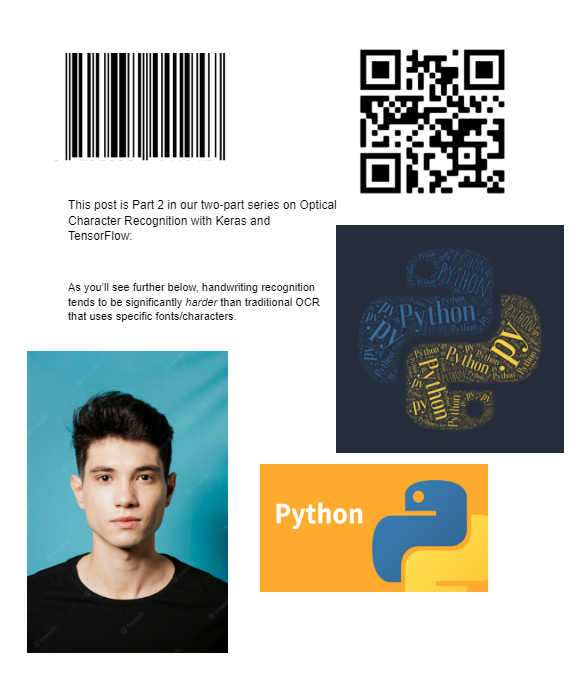 This post is Part 2 in our two-part series on Optical
Character Recognition with Keras and
TensorFlow:
As you'll see further below, handwriting recognition
tends to be significantly harder than traditional OCR
that uses specific fonts/characters.
PYTHON
PYTHON
Python
Python
.py
.py
Python
Python
Python
.py
Python